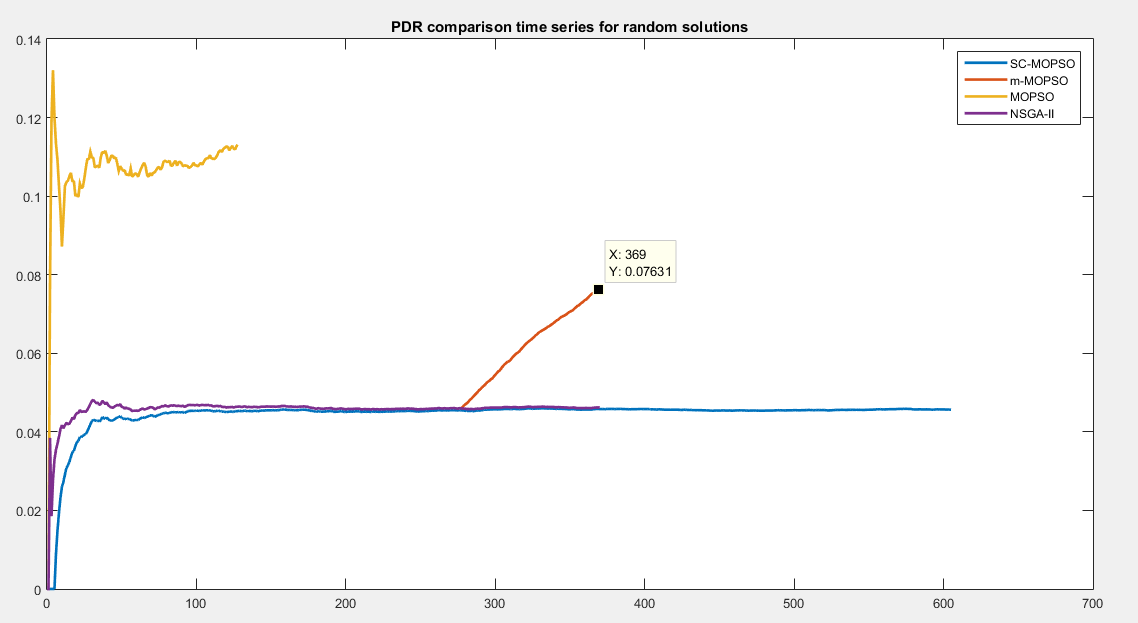 PDR comparison time series for random solutions
0.14
0.12
0.1
0.08
0.06
0.04
0.02
0
SC-MOPSO
m-MOPSO
MOPSO
NSGA-II
X: 369
Y: 0.07631
0 100 200 300 400 500 600 700